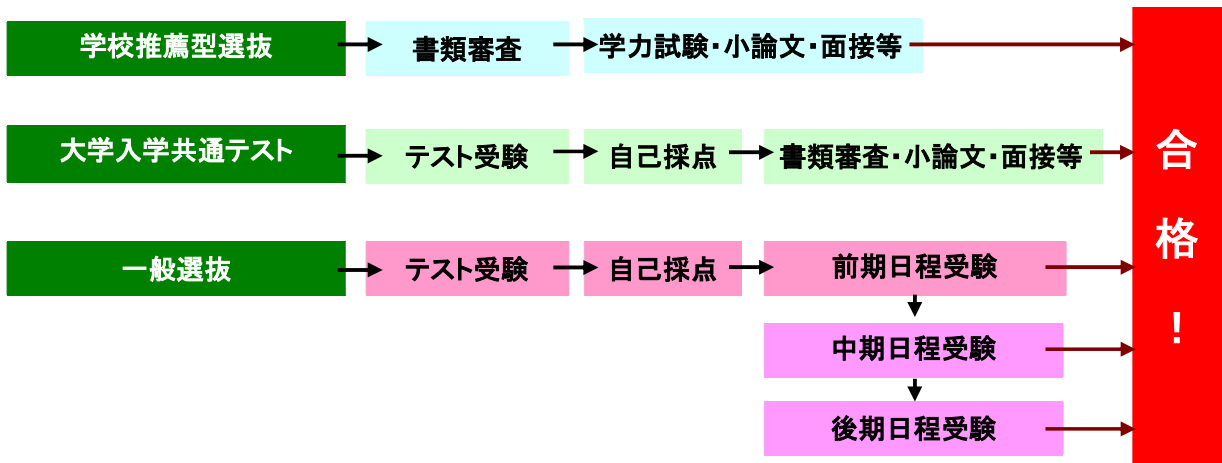 学校推薦型選抜
書類審査
学力試験・小論文・面接等
大学入学共通テスト
テスト受験
自己採点
書類審査・小論文・面接等
一般選抜
テスト受験
自己採点
前期日程受験
中期日程受験
後期日程受験
合格！